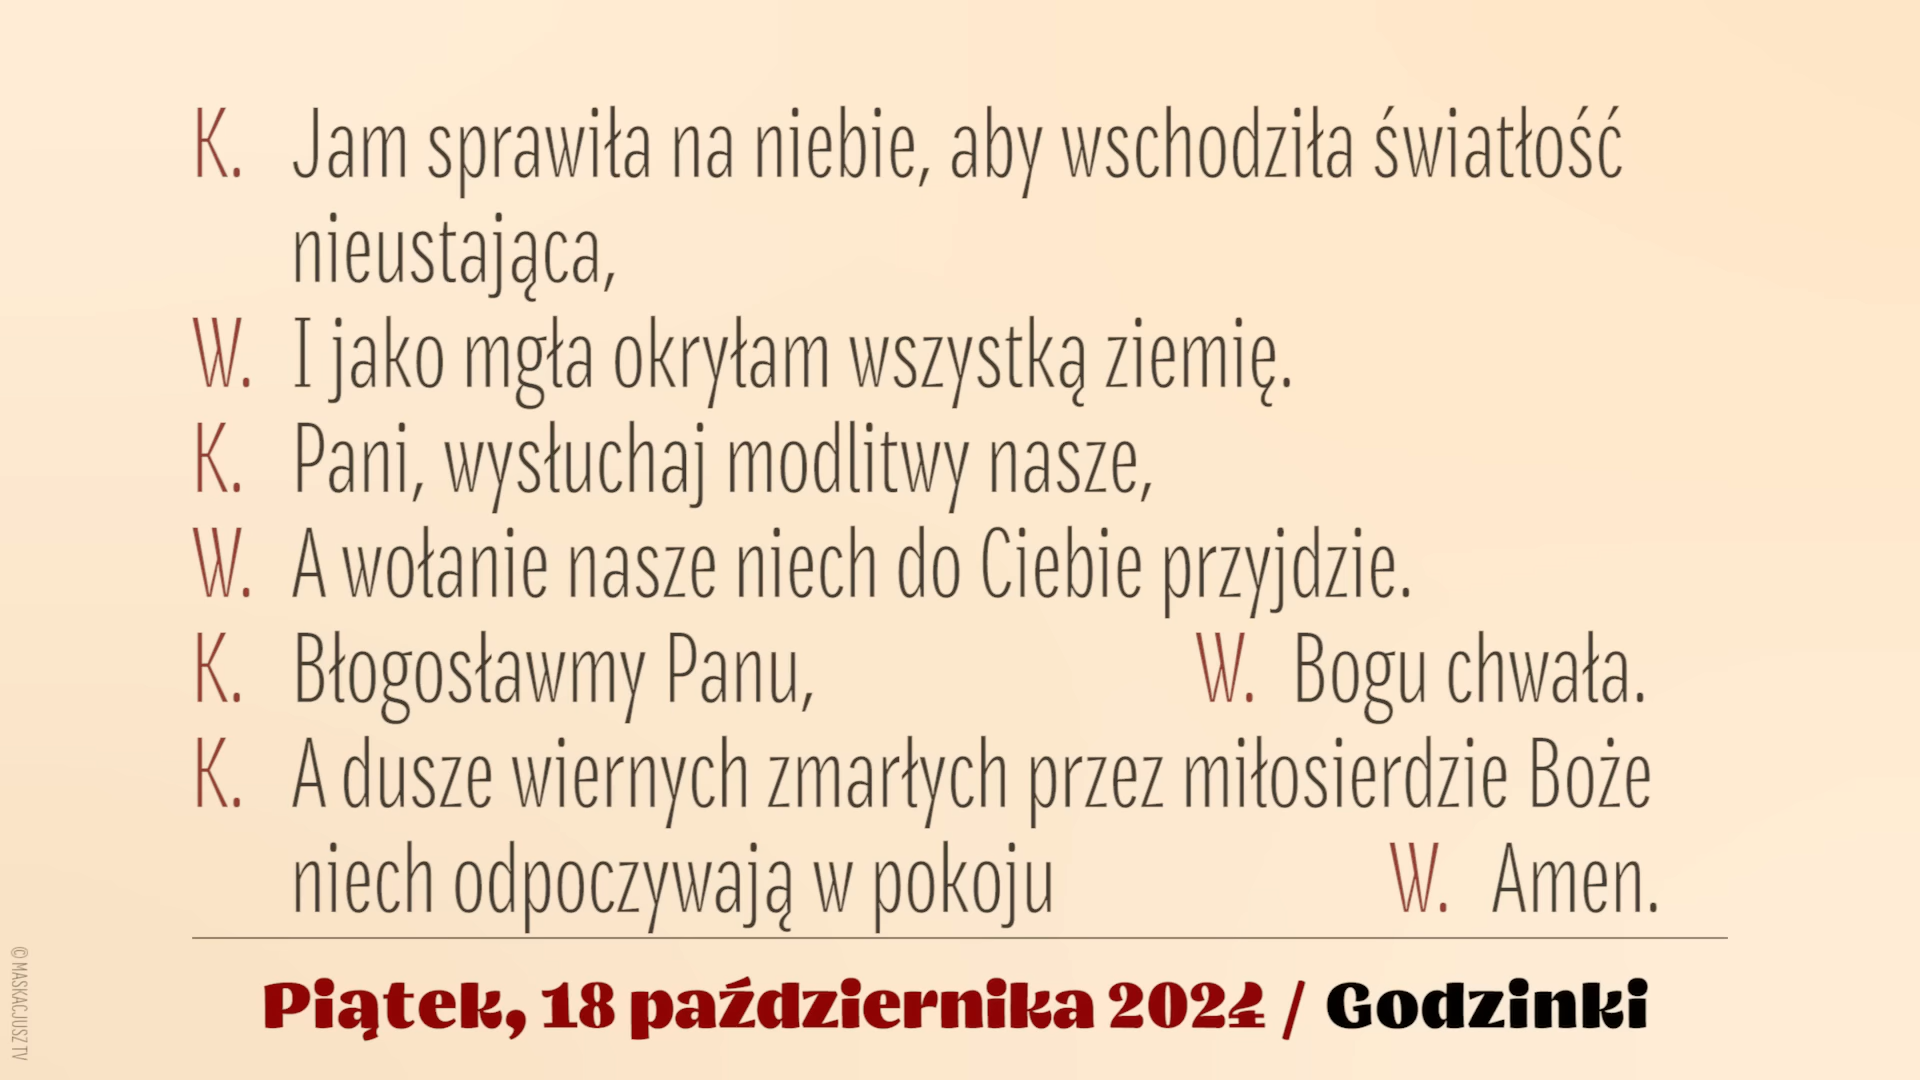 K. Jam sprawiła na niebie, aby wschodziła światłość
nieustająca,
W. I jako mgła okryłam wszystką ziemię.
K. Pani, wysłuchaj modlitwy nasze,
W. A wołanie nasze niech do Ciebie przyjdzie.
K. Błogosławmy Panu, W. Bogu chwała.
K. A dusze wiernych zmarłych przez miłosierdzie Boże
niech odpoczywają w pokoju W. Amen.
Piątek, 18 października 2024 / Godzinki
© MASKACJUSZ TV